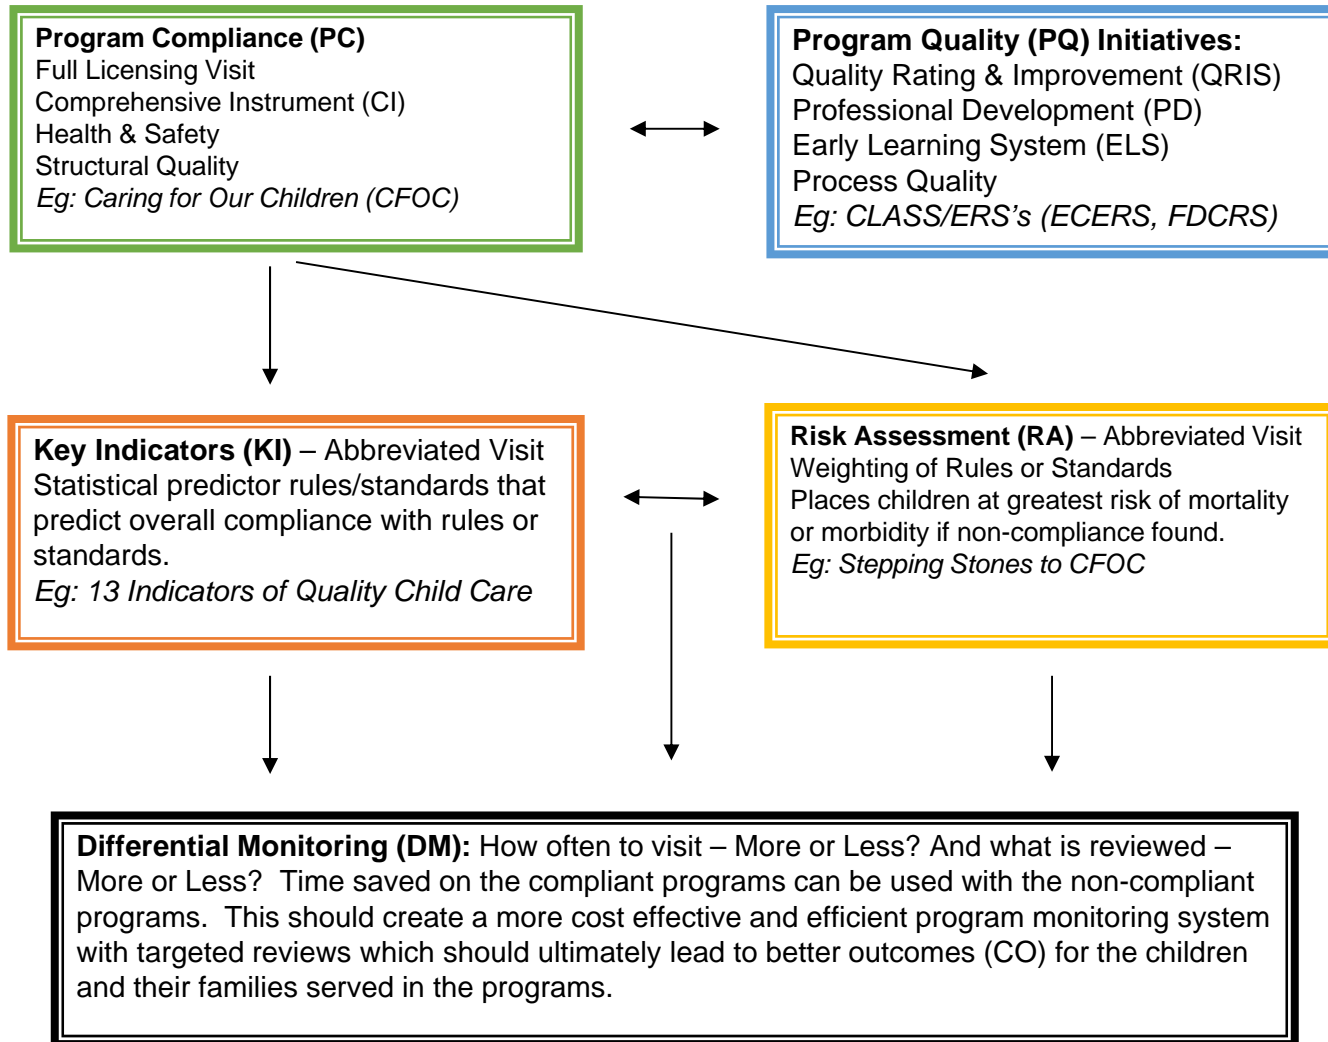 Program Compliance (PC)
Full Licensing Visit
Comprehensive Instrument (CI)
Health & Safety
Structural Quality
Eg: Caring for Our Children (CFOC)
Program Quality (PQ) Initiatives:
Quality Rating & Improvement (QRIS)
Professional Development (PD)
Early Learning System (ELS)
Process Quality
Eg: CLASS/ERS’s (ECERS, FDCRS)
Key Indicators (KI) – Abbreviated Visit
Statistical predictor rules/standards that
predict overall compliance with rules or
standards.
Eg: 13 Indicators of Quality Child Care
Risk Assessment (RA) – Abbreviated Visit
Weighting of Rules or Standards
Places children at greatest risk of mortality
or morbidity if non-compliance found.
Eg: Stepping Stones to CFOC
Differential Monitoring (DM): How often to visit – More or Less? And what is reviewed –
More or Less? Time saved on the compliant programs can be used with the non-compliant
programs. This should create a more cost effective and efficient program monitoring system
with targeted reviews which should ultimately lead to better outcomes (CO) for the children
and their families served in the programs.